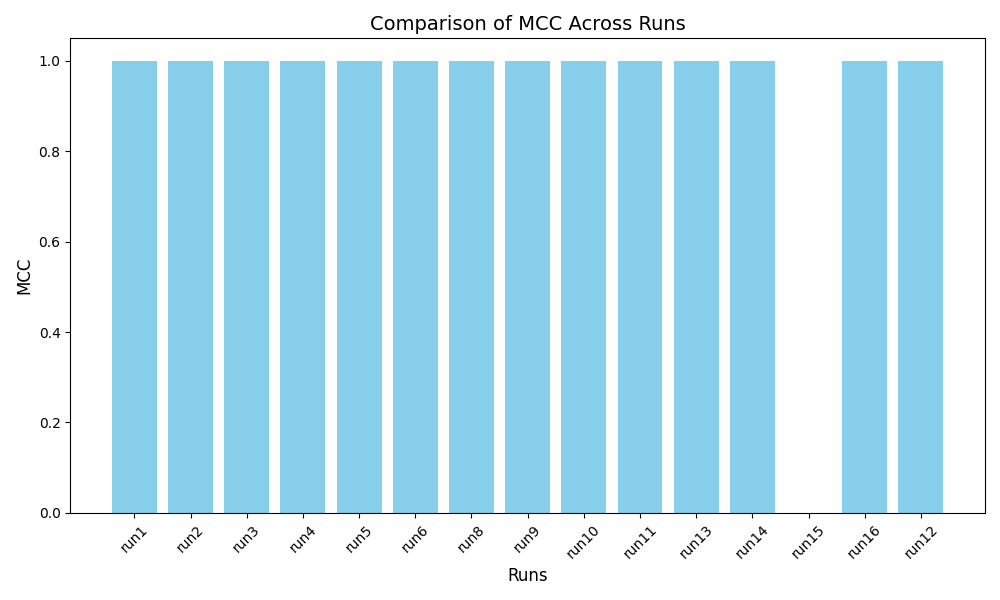 Comparison of MCC Across Runs
MCC
1.0
0.8
0.6
0.4
0.2
0.0
run1 run2 run3 run4 run5 run6 run8 run9 run10 run11 run13 run14 run15 run16 run12
Runs